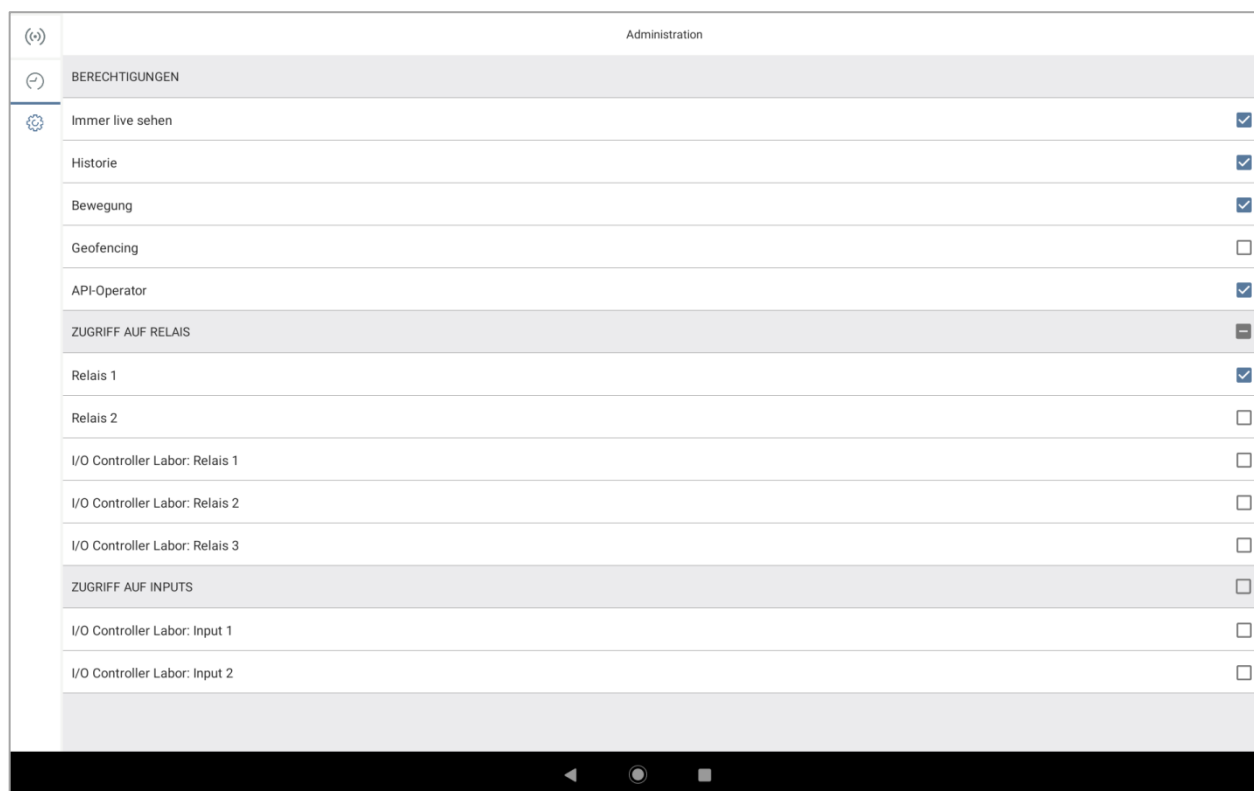 Administration
BERECHTIGUNGEN
Immer live sehen
Historie
Bewegung
Geofencing
API-Operator
ZUGRIFF AUF RELAIS
Relais 1
Relais 2
I/O Controller Labor: Relais 1
I/O Controller Labor: Relais 2
I/O Controller Labor: Relais 3
ZUGRIFF AUF INPUTS
I/O Controller Labor: Input 1
I/O Controller Labor: Input 2